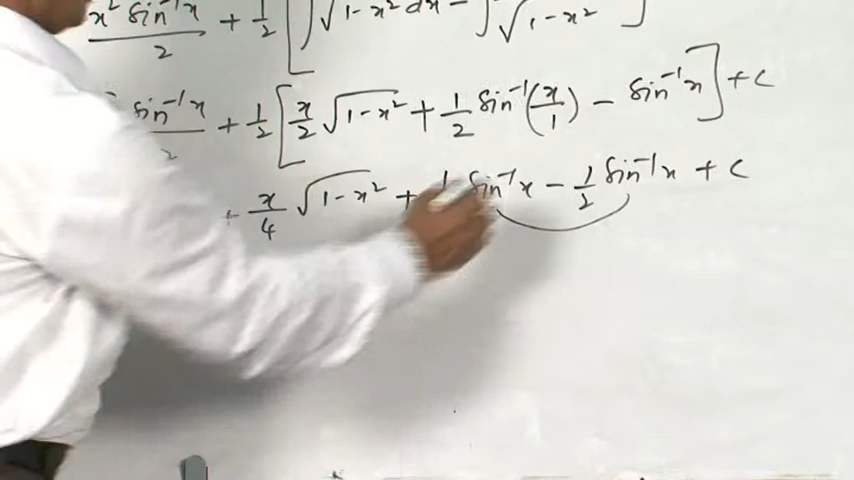 x² sin⁻¹x / 2 + 1/2 [ ∫ √1-x² dx - ∫ / √1-x² ]
sin⁻¹x / 2 + 1/2 [ x/2 √1-x² + 1/2 sin⁻¹(x/1) - sin⁻¹x ] + c
+ x/4 √1-x² + sin⁻¹x - 1/2 sin⁻¹x + c